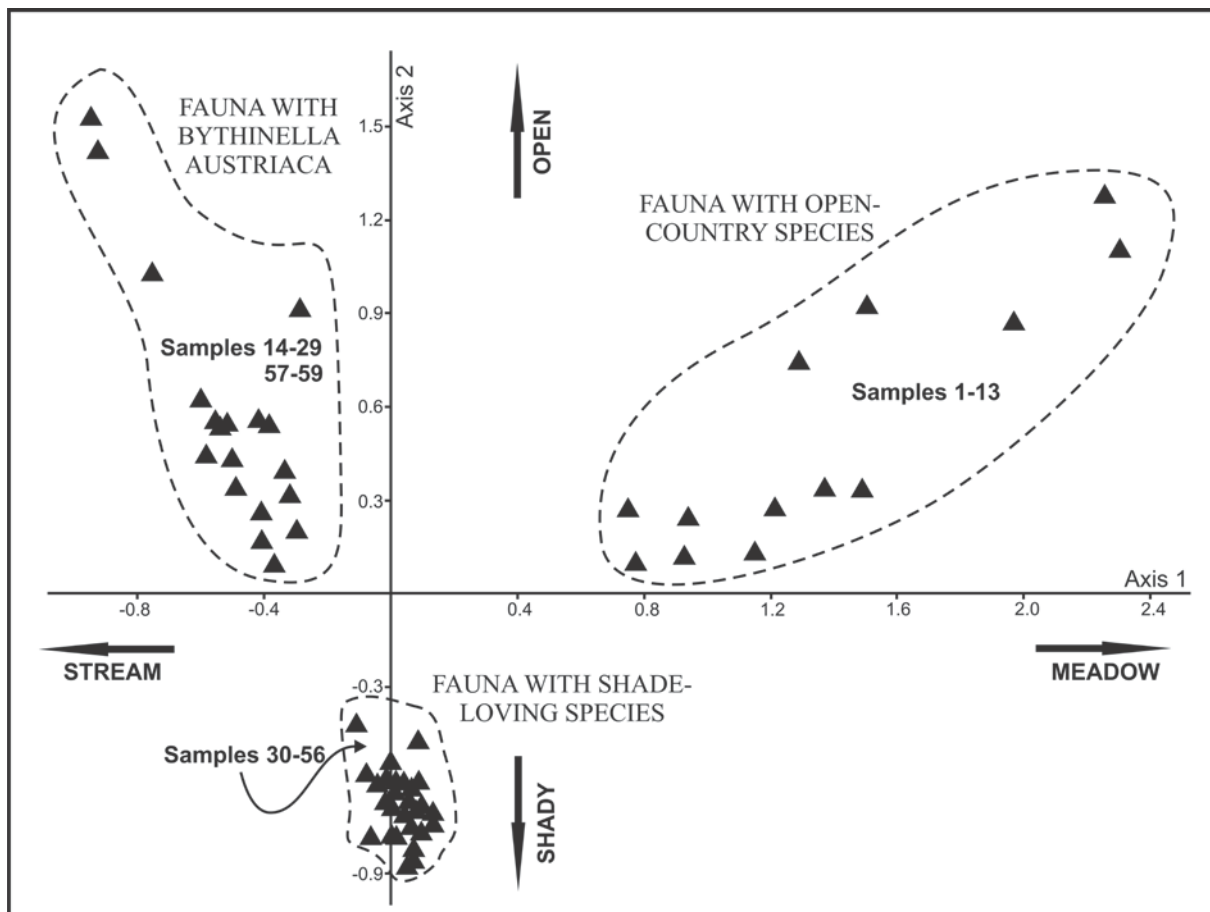 FAUNA WITH
BYTHINELLA
AUSTRIACA
Axis 2
OPEN
1.5
1.2
0.9
0.6
0.3
FAUNA WITH OPEN-
COUNTRY SPECIES
Samples 14-29
57-59
Samples 1-13
Axis 1
-0.8
-0.4
0.4
0.8
1.2
1.6
2.0
2.4
STREAM
MEADOW
-0.3
-0.9
FAUNA WITH SHADE-
LOVING SPECIES
Samples 30-56
SHADY